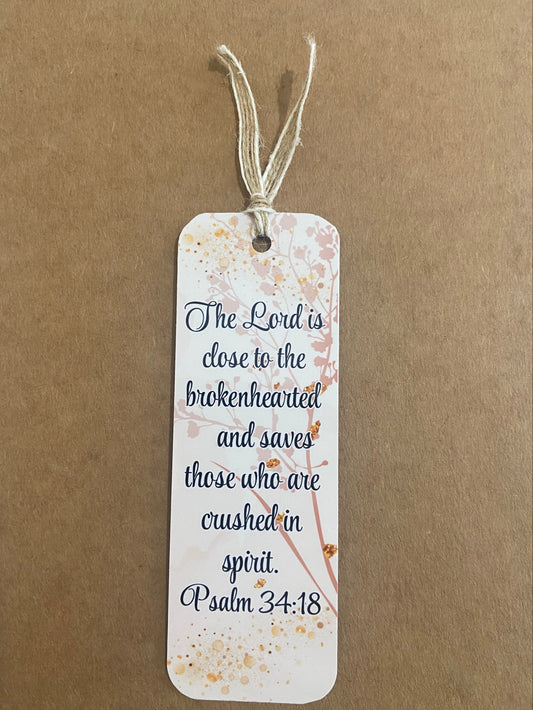 The Lord is
close to the
brokenhearted
and saves
those who are
crushed in
spirit.
Psalm 34:18